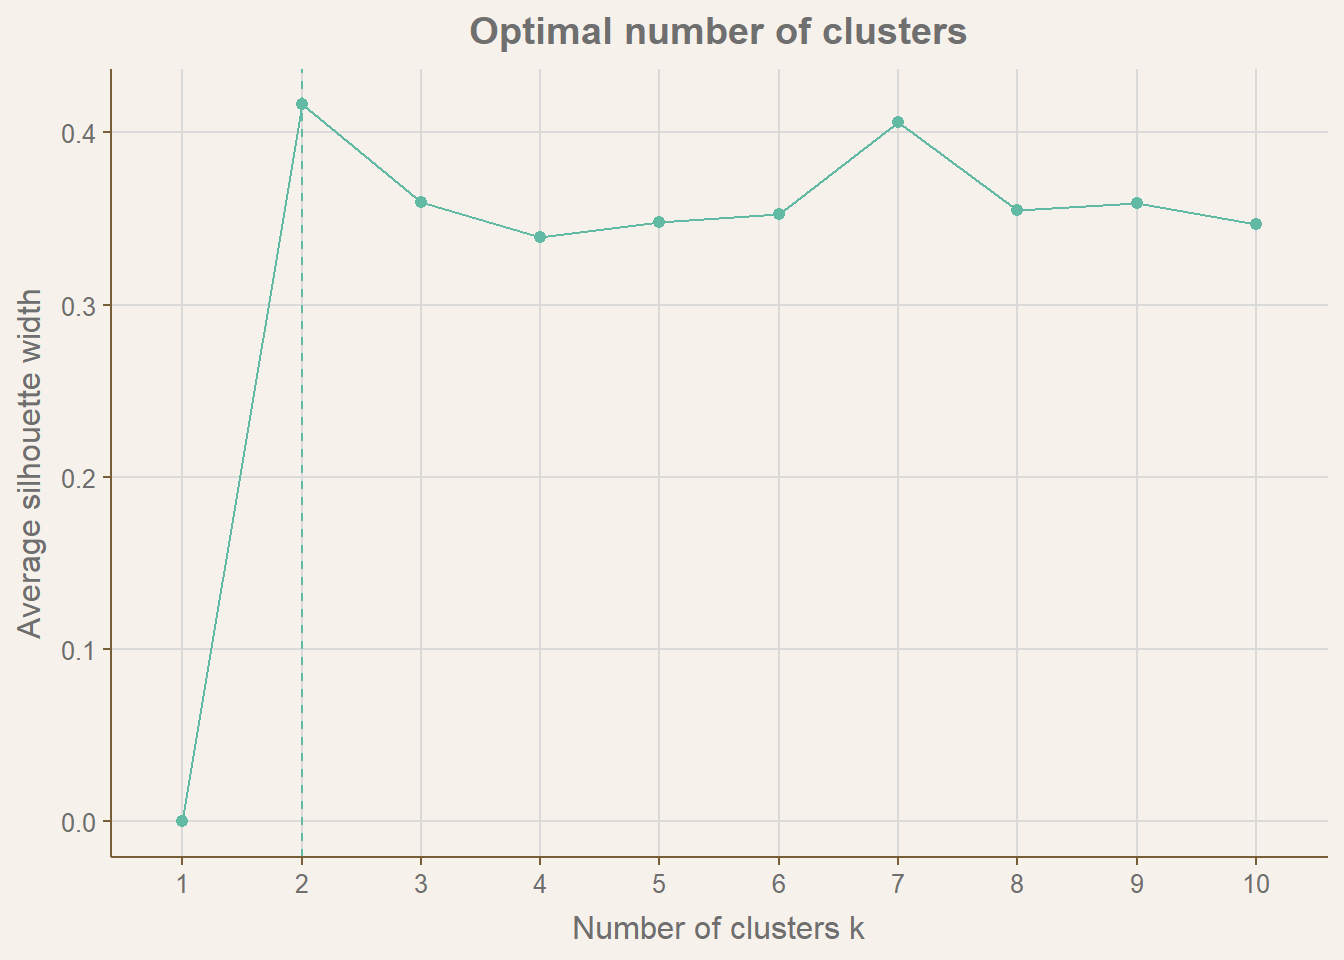 Optimal number of clusters
Average silhouette width
0.4
0.3
0.2
0.1
0.0
1 2 3 4 5 6 7 8 9 10
Number of clusters k